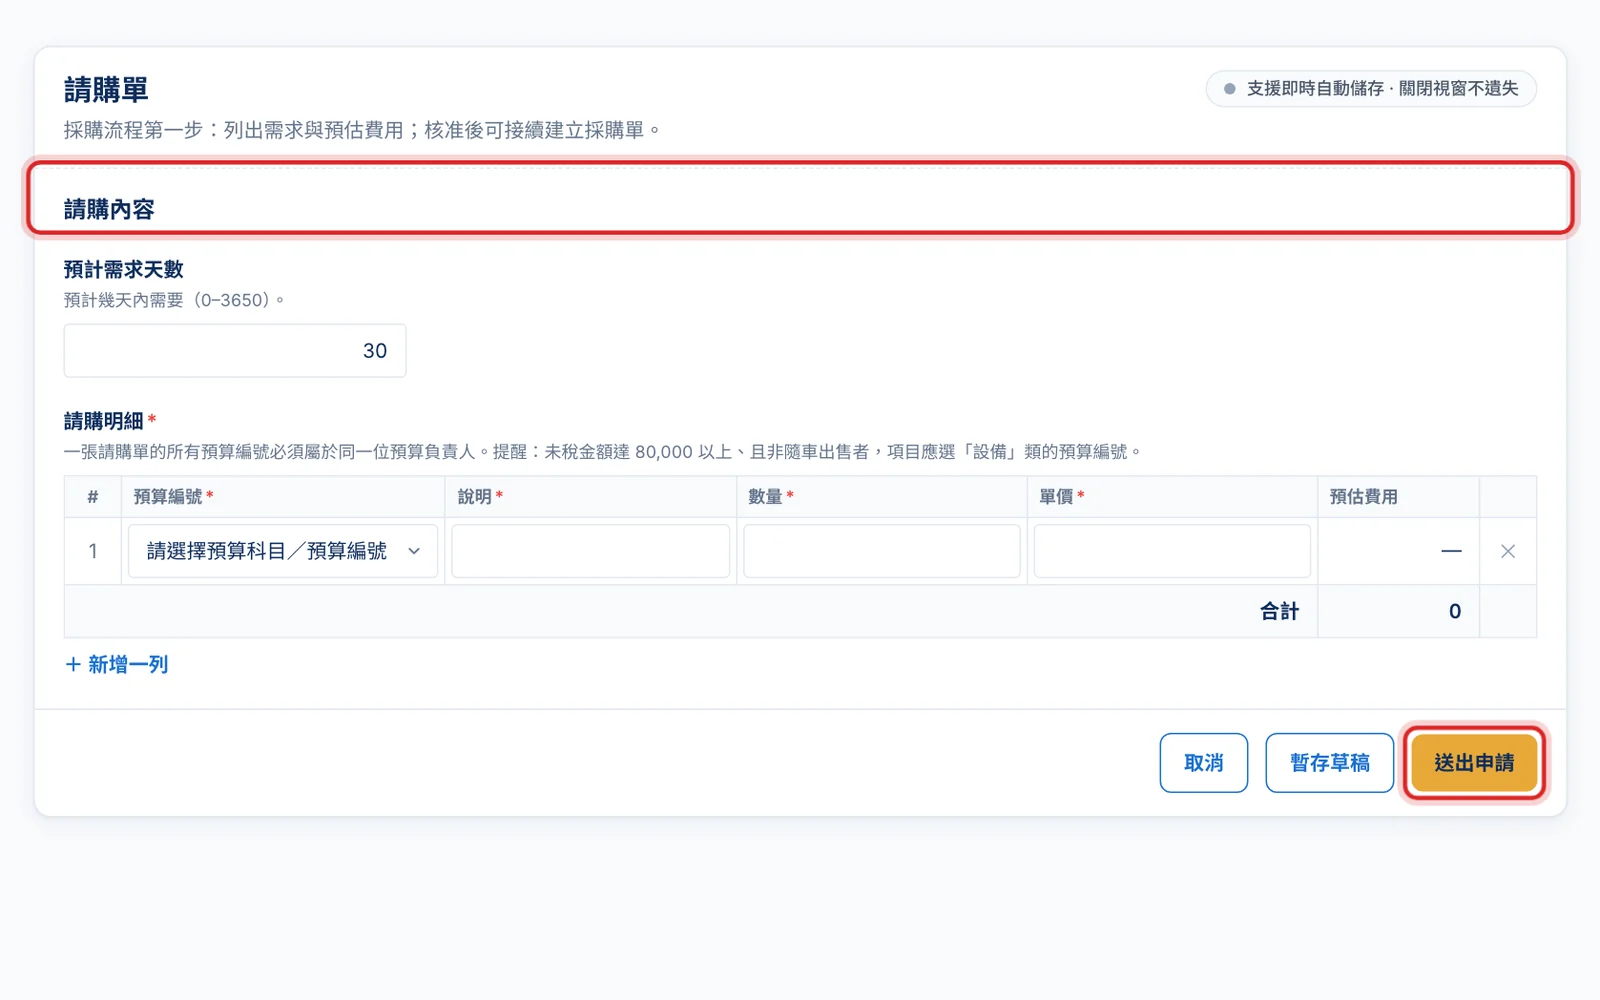 請購單
支援即時自動儲存 · 關閉視窗不遺失
採購流程第一步：列出需求與預估費用；核准後可接續建立採購單。
請購內容
預計需求天數
預計幾天內需要（0–3650）。
30
請購明細 *
一張請購單的所有預算編號必須屬於同一位預算負責人。提醒：未稅金額達 80,000 以上、且非隨車出售者，項目應選「設備」類的預算編號。
# 預算編號 * 說明 * 數量 * 單價 * 預估費用
1 請選擇預算科目／預算編號 —
合計 0
+ 新增一列
取消 暫存草稿 送出申請